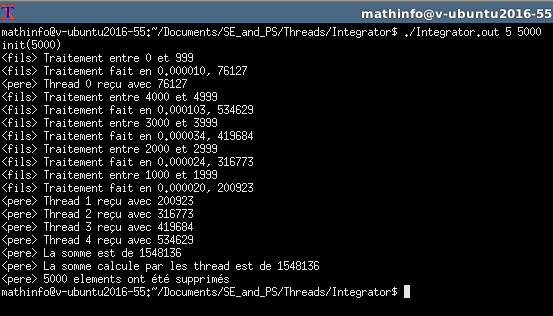 mathinfo@v-ubuntu2016-55
mathinfo@v-ubuntu2016-55:~/Documents/SE_and_PS/Threads/Integrator$ ./Integrator.out 5 5000
init(5000)
<fils> Traitement entre 0 et 999
<fils> Traitement fait en 0.000010, 76127
<pere> Thread 0 reçu avec 76127
<fils> Traitement entre 4000 et 4999
<fils> Traitement fait en 0.000103, 534629
<fils> Traitement entre 3000 et 3999
<fils> Traitement fait en 0.000034, 419684
<fils> Traitement entre 2000 et 2999
<fils> Traitement fait en 0.000024, 316773
<fils> Traitement entre 1000 et 1999
<fils> Traitement fait en 0.000020, 200923
<pere> Thread 1 reçu avec 200923
<pere> Thread 2 reçu avec 316773
<pere> Thread 3 reçu avec 419684
<pere> Thread 4 reçu avec 534629
<pere> La somme est de 1548136
<pere> La somme calcule par les thread est de 1548136
<pere> 5000 elements ont été supprimés
mathinfo@v-ubuntu2016-55:~/Documents/SE_and_PS/Threads/Integrator$